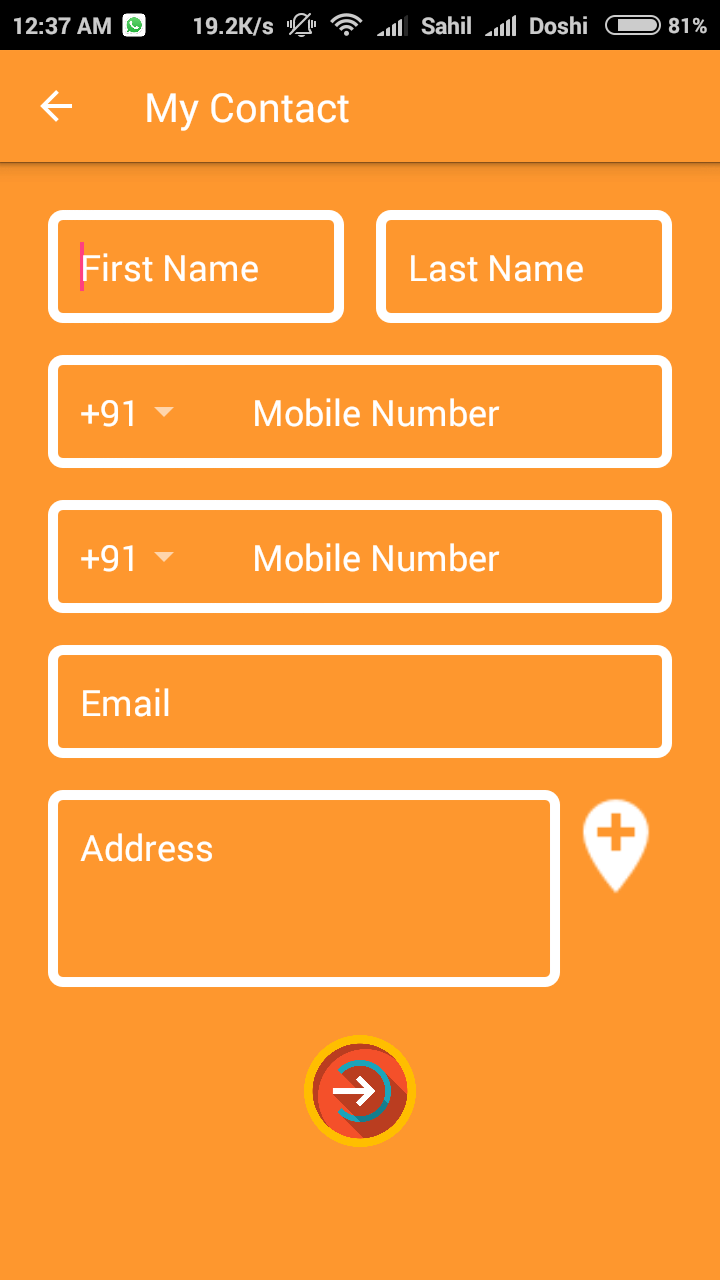 12:37 AM 19.2K/s Sahil Doshi 81%
My Contact
First Name Last Name
+91 Mobile Number
+91 Mobile Number
Email
Address